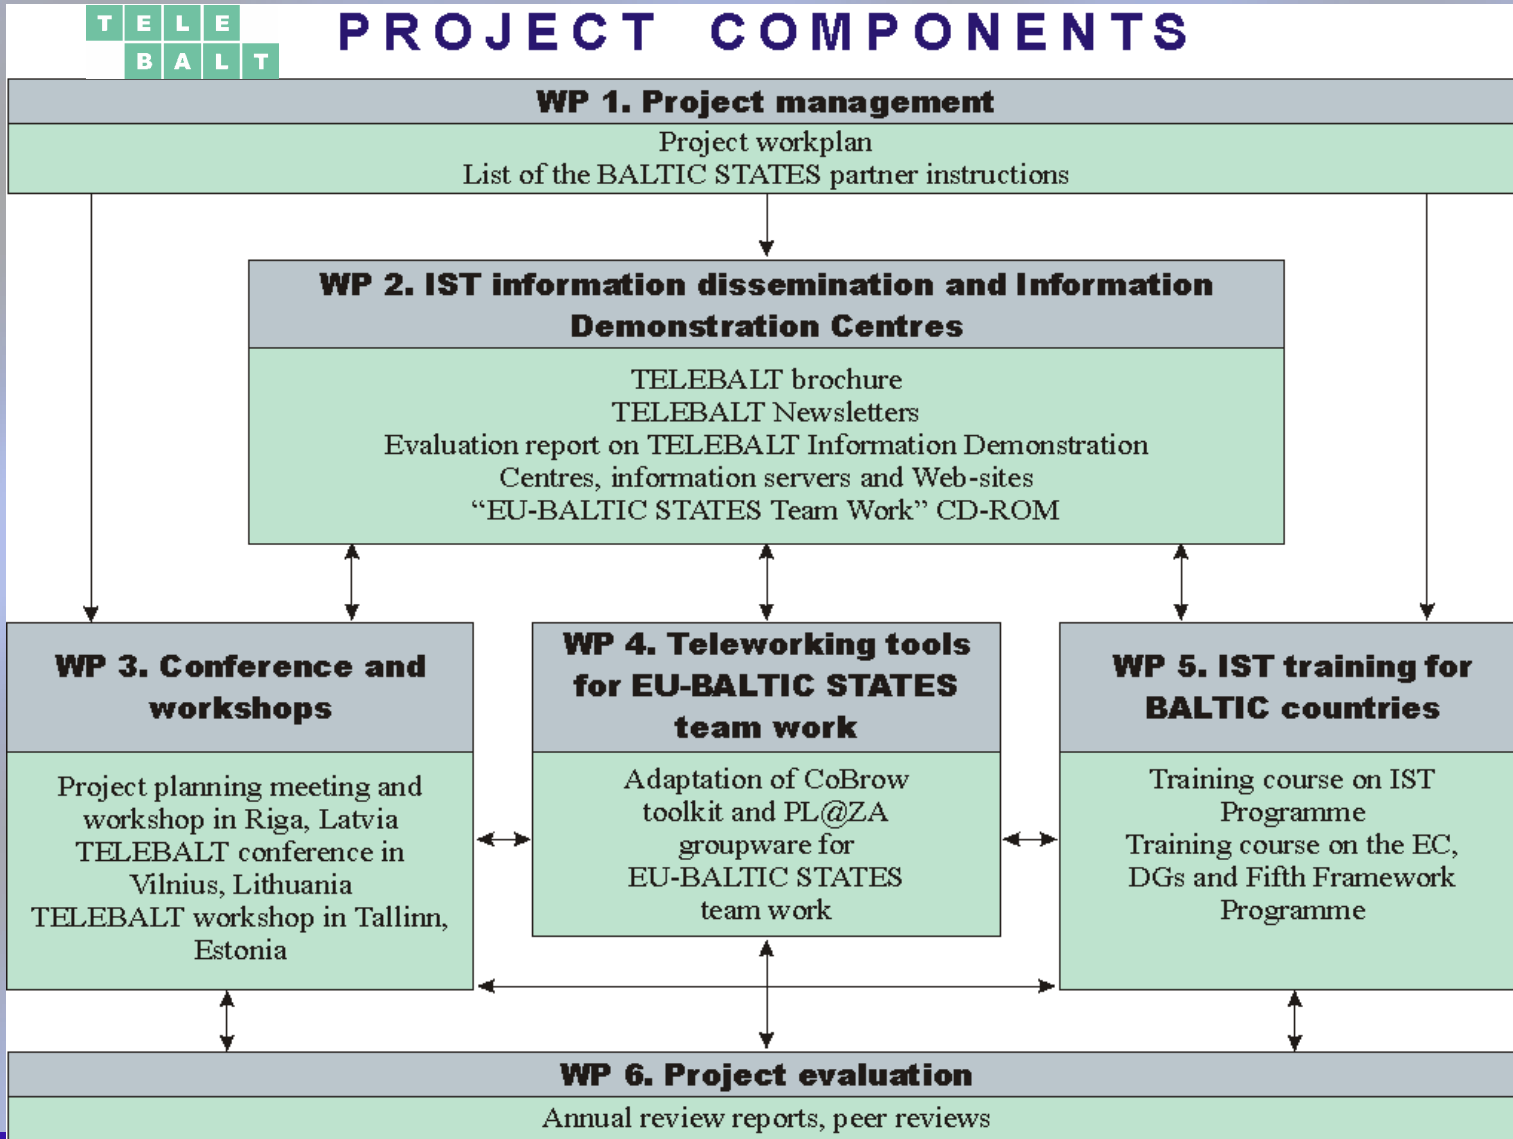 TELE
BALT
PROJECT COMPONENTS
WP 1. Project management
Project workplan
List of the BALTIC STATES partner instructions
WP 2. IST information dissemination and Information
Demonstration Centres
TELEBALT brochure
TELEBALT Newsletters
Evaluation report on TELEBALT Information Demonstration
Centres, information servers and Web-sites
“EU-BALTIC STATES Team Work” CD-ROM
WP 3. Conference and
workshops
Project planning meeting and
workshop in Riga, Latvia
TELEBALT conference in
Vilnius, Lithuania
TELEBALT workshop in Tallinn,
Estonia
WP 4. Teleworking tools
for EU-BALTIC STATES
team work
Adaptation of CoBrow
toolkit and PL@ZA
groupware for
EU-BALTIC STATES
team work
WP 5. IST training for
BALTIC countries
Training course on IST
Programme
Training course on the EC,
DGs and Fifth Framework
Programme
WP 6. Project evaluation
Annual review reports, peer reviews